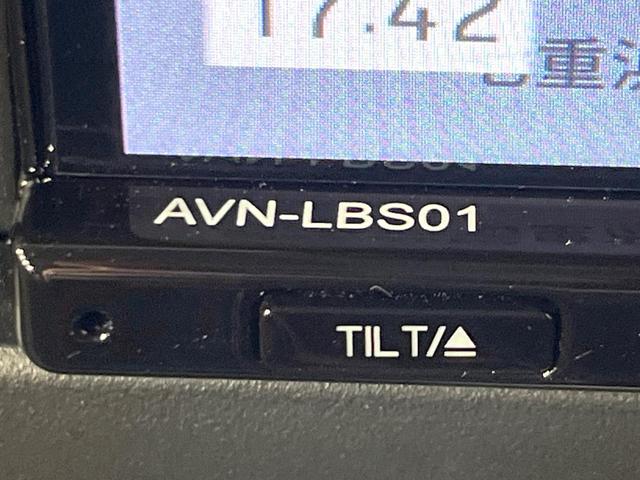 17:42
重
AVN-LBS01
TILT/⏏